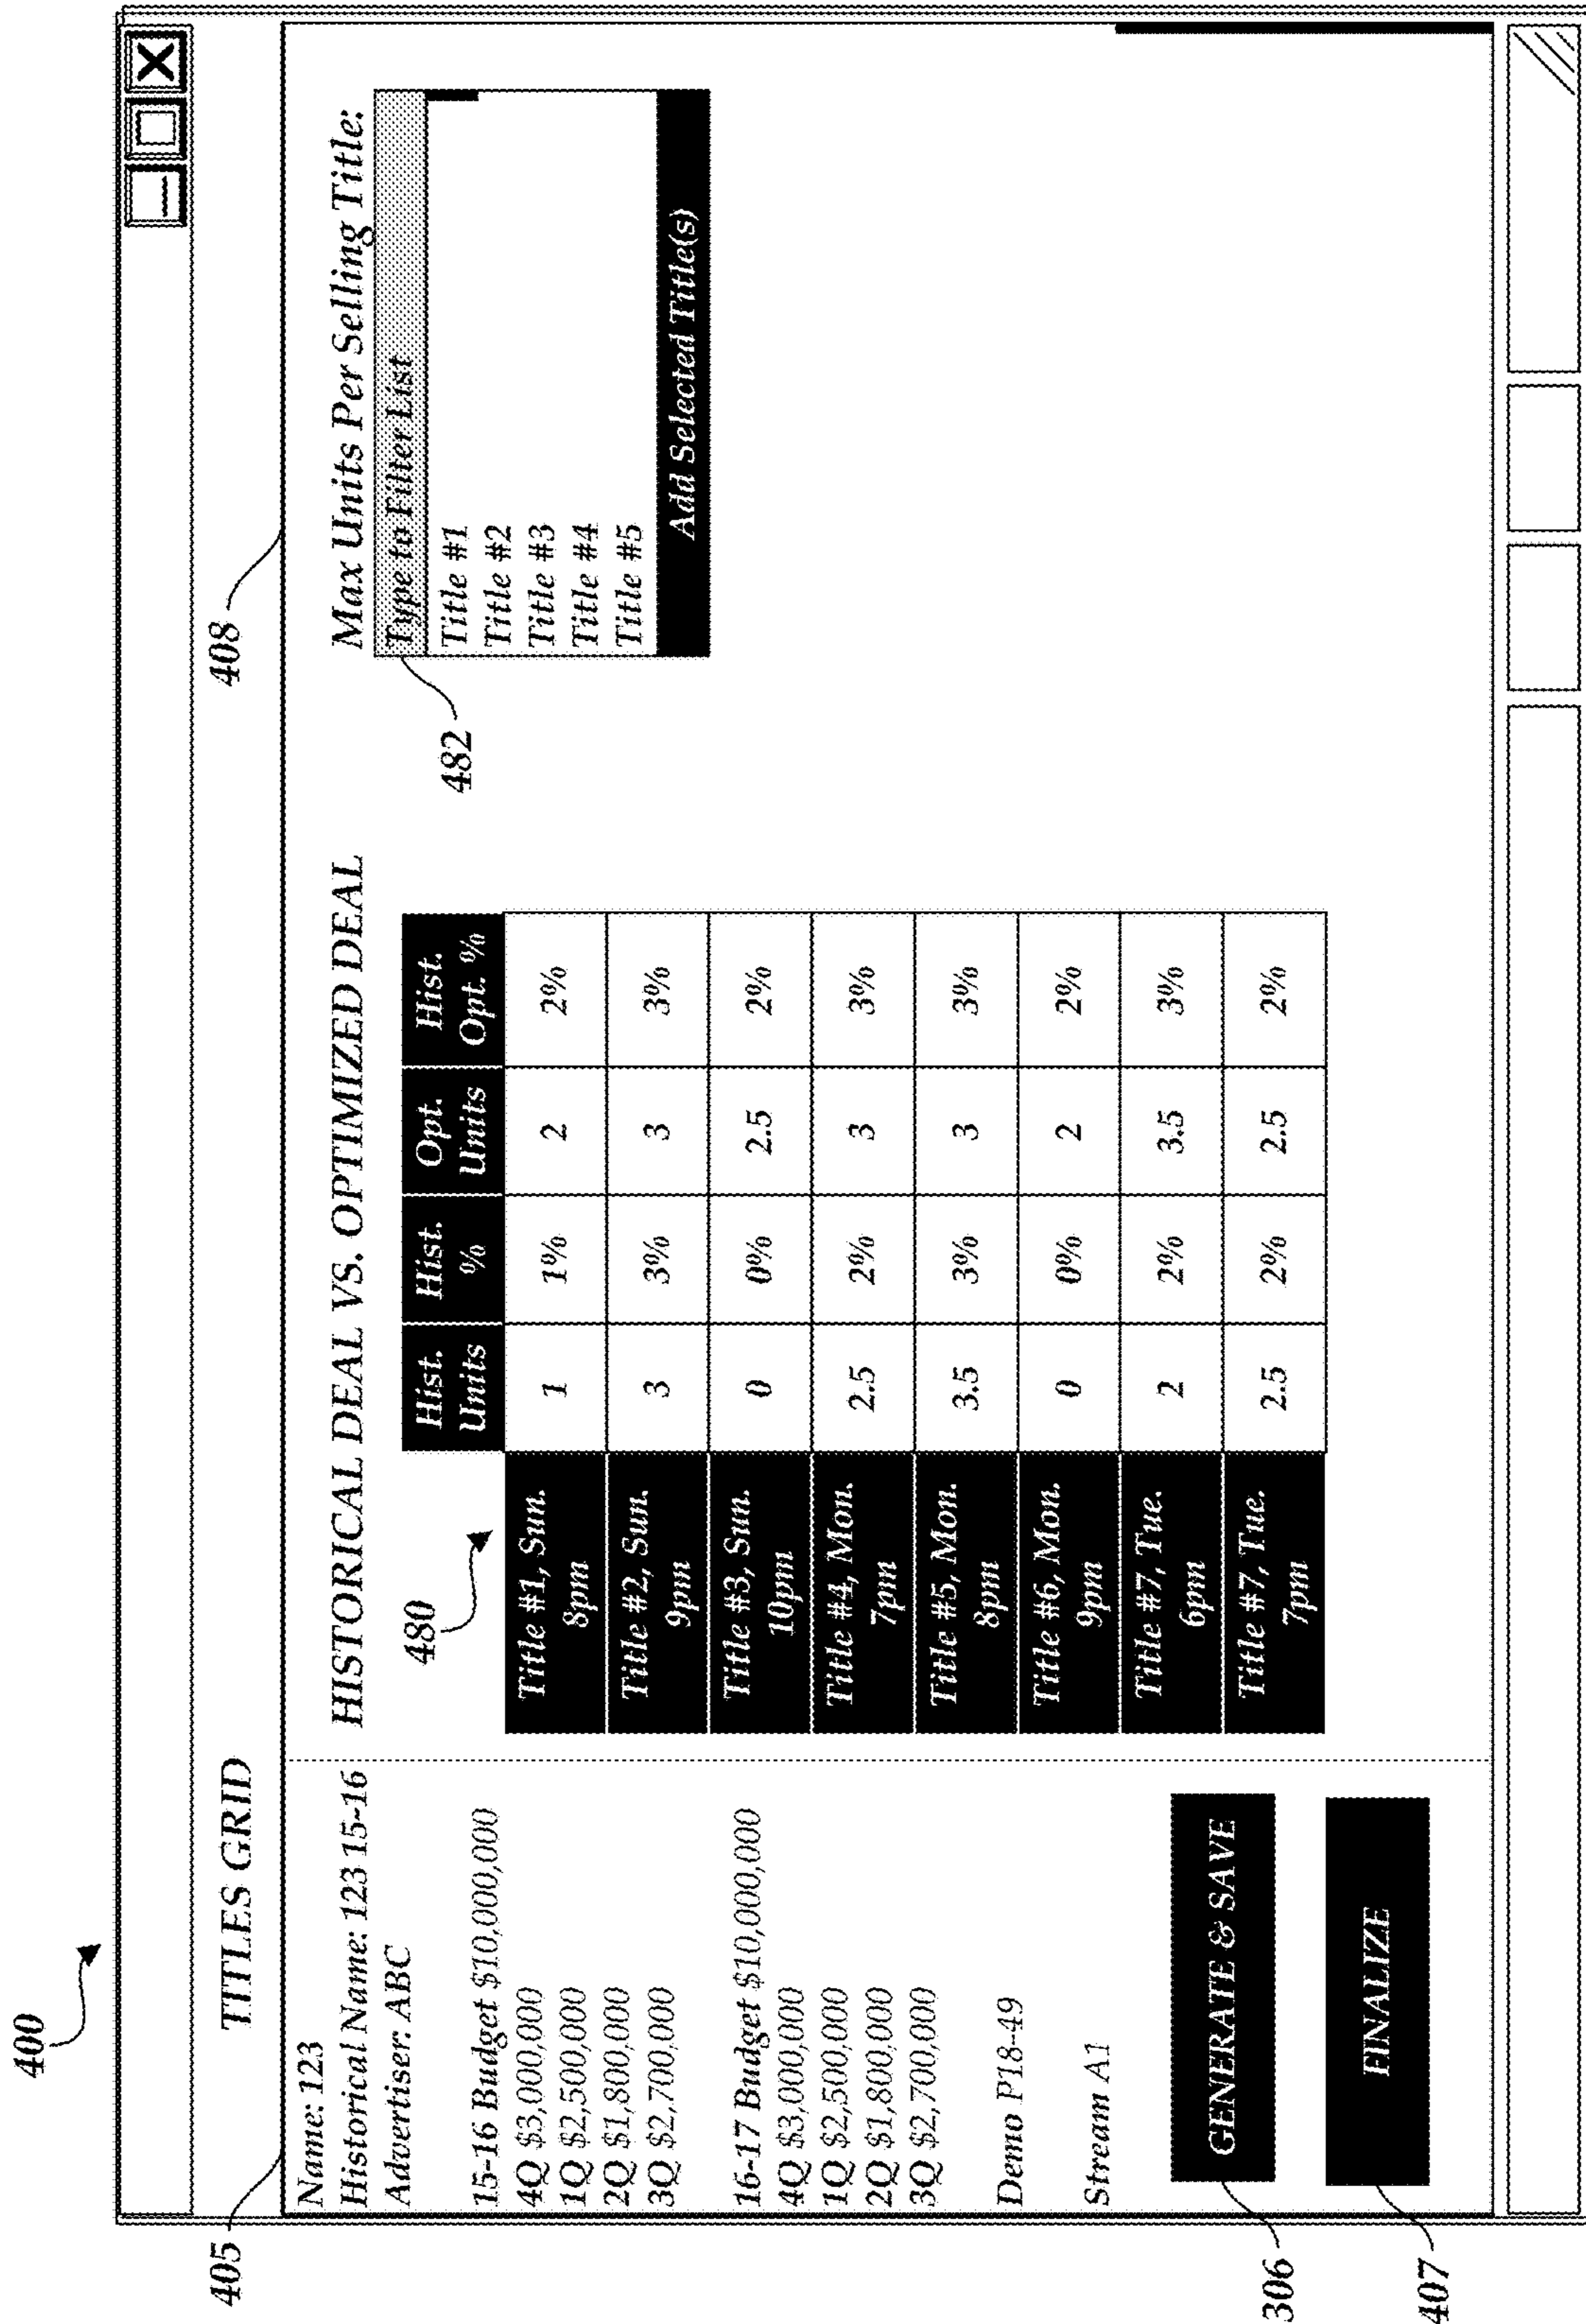 400
TITLES GRID
405
408
Name: 123
Historical Name: 123 15-16
Advertiser: ABC
15-16 Budget $10,000,000
4Q $3,000,000
1Q $2,500,000
2Q $1,800,000
3Q $2,700,000
16-17 Budget $10,000,000
4Q $3,000,000
1Q $2,500,000
2Q $1,800,000
3Q $2,700,000
Demo P18-49
Stream A1
GENERATE & SAVE
306
FINALIZE
407
HISTORICAL DEAL VS. OPTIMIZED DEAL
480
Hist. Units Hist. % Opt. Units Hist. Opt. %
Title #1, Sun. 8pm 1 1% 2 2%
Title #2, Sun. 9pm 3 3% 3 3%
Title #3, Sun. 10pm 0 0% 2.5 2%
Title #4, Mon. 7pm 2.5 2% 3 3%
Title #5, Mon. 8pm 3.5 3% 3 3%
Title #6, Mon. 9pm 0 0% 2 2%
Title #7, Tue. 6pm 2 2% 3.5 3%
Title #7, Tue. 7pm 2.5 2% 2.5 2%
Max Units Per Selling Title:
482
Type to Filter List
Title #1
Title #2
Title #3
Title #4
Title #5
Add Selected Title(s)